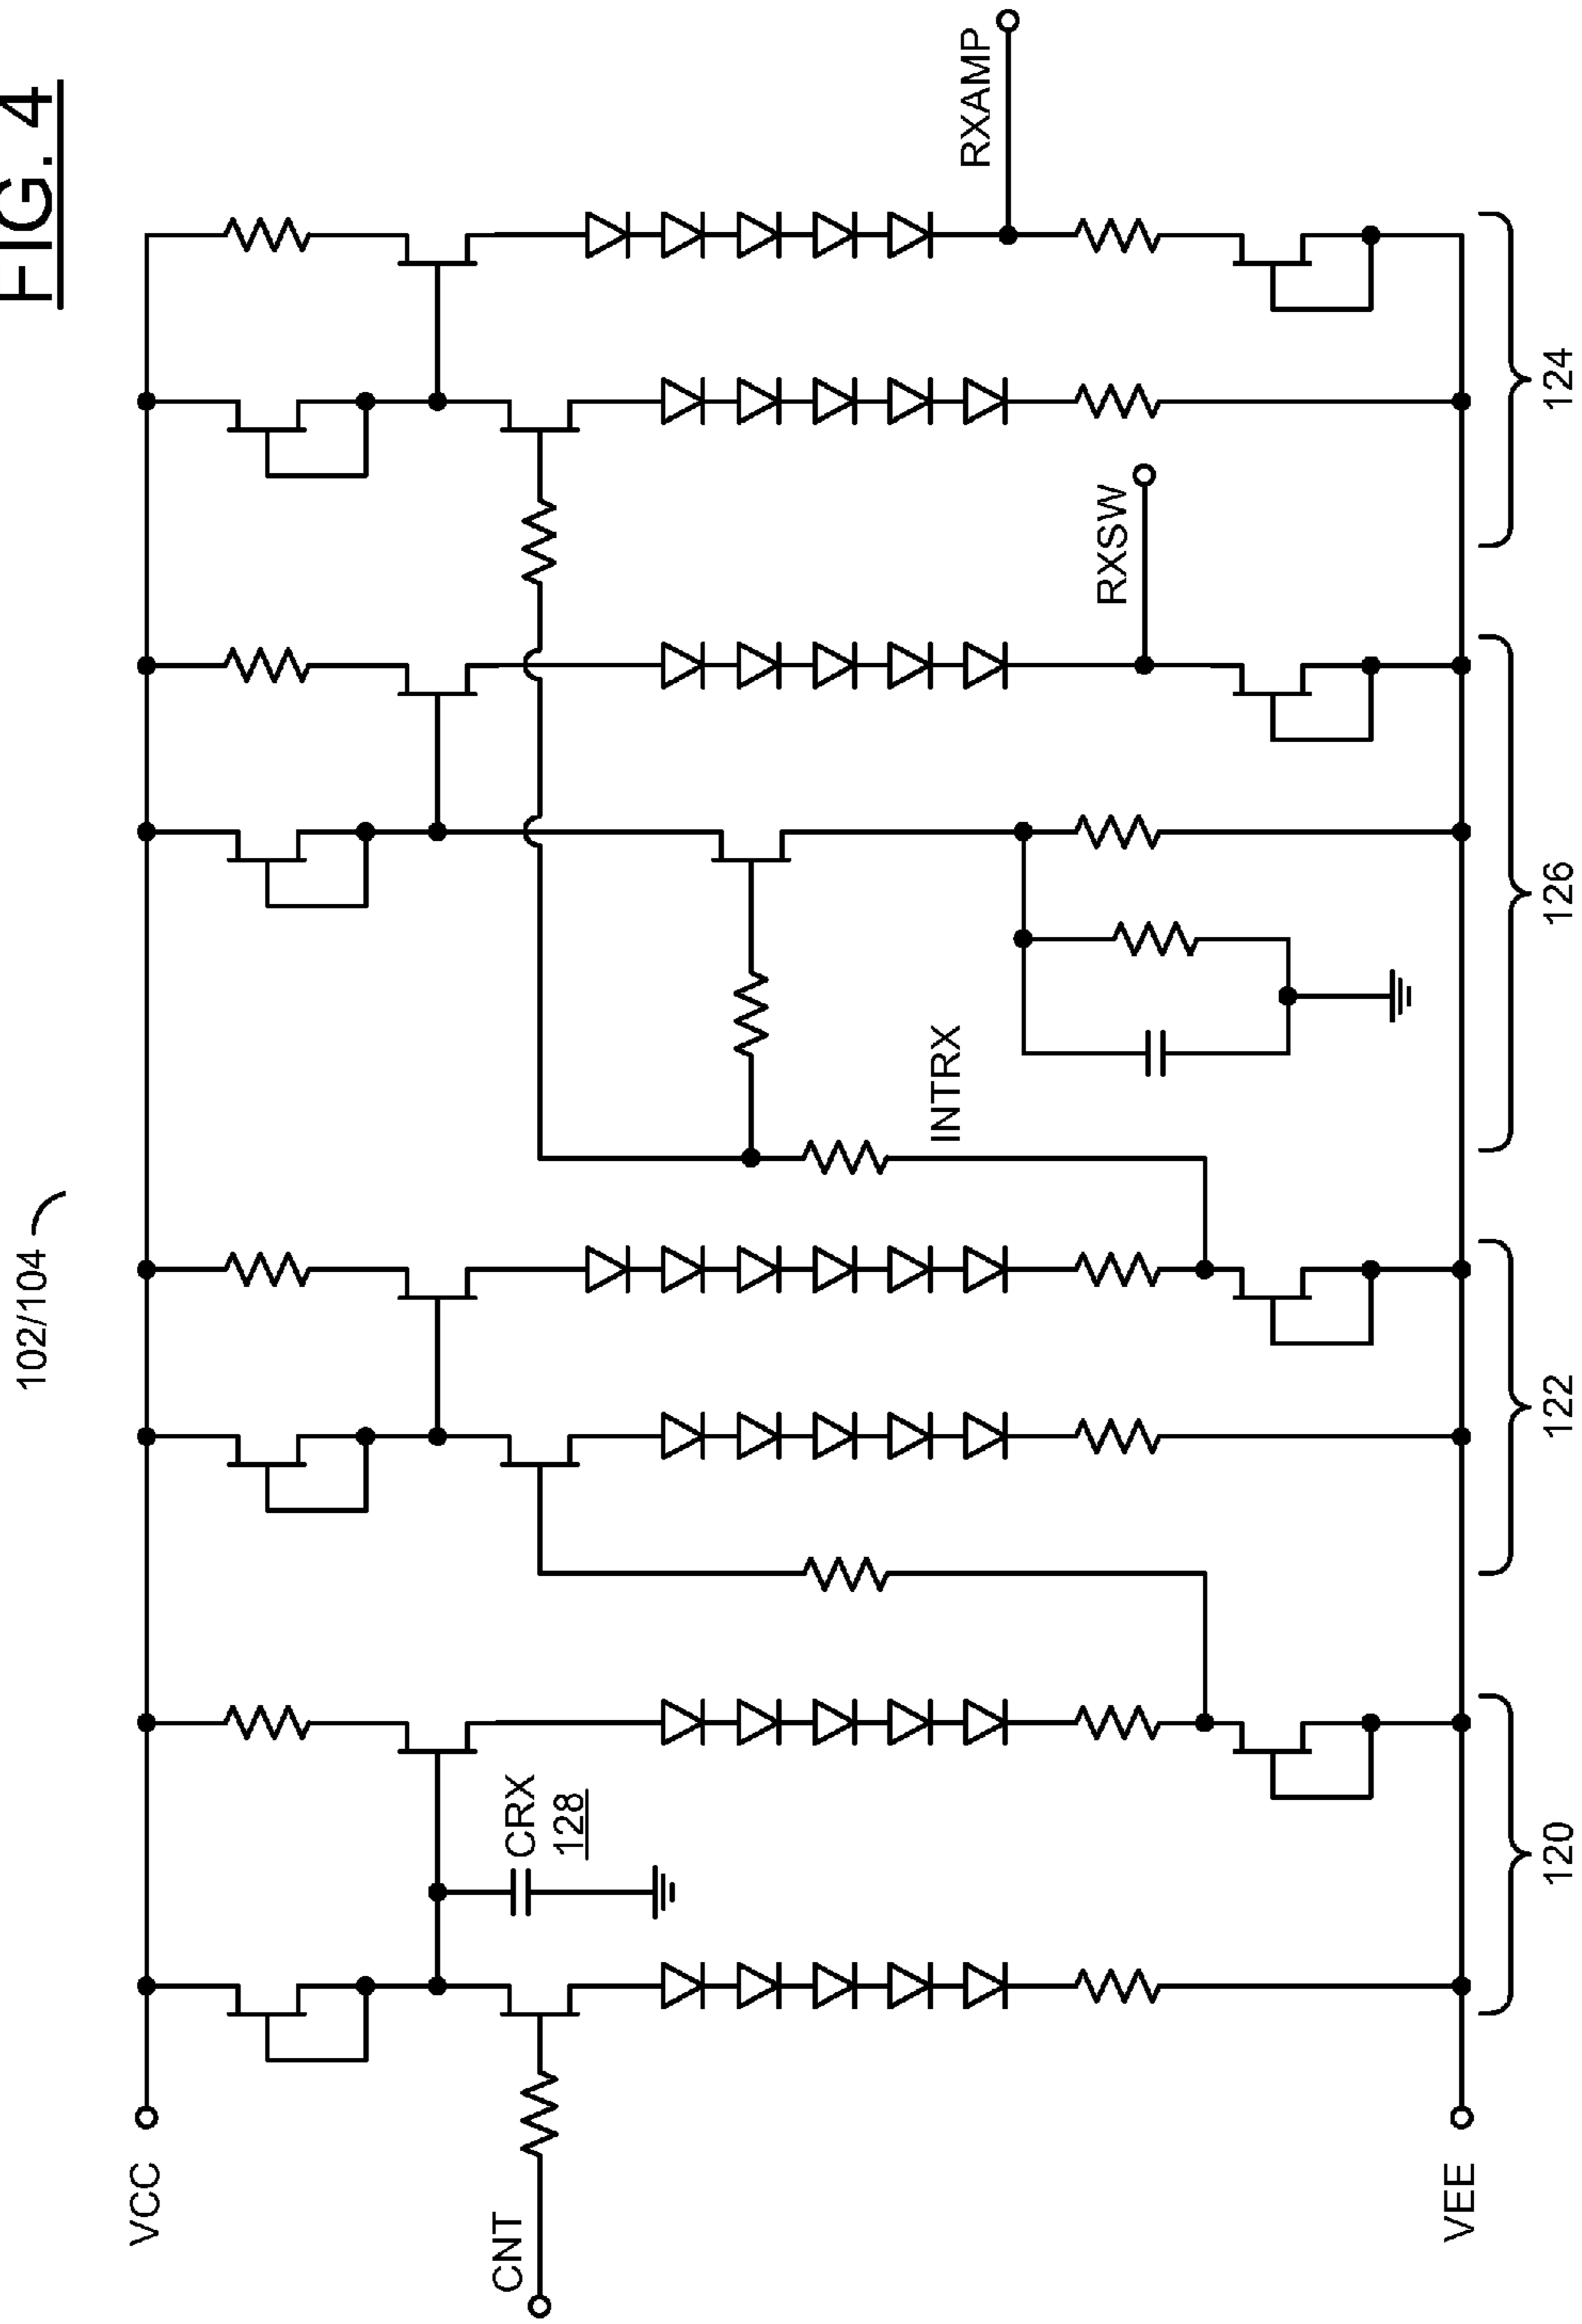 FIG. 4
102/104
VCC
CNT
CRX
128
INTRX
RXSW
RXAMP
VEE
120
122
126
124